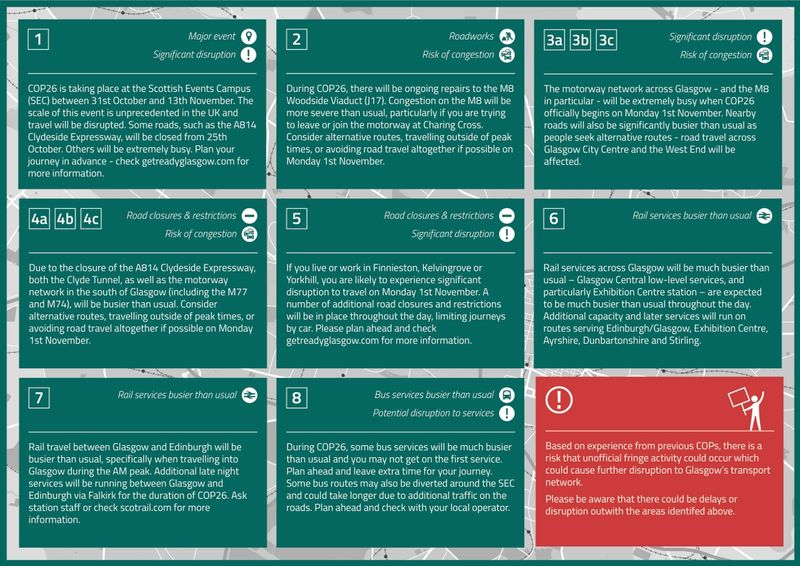 1
Major event
Significant disruption
COP26 is taking place at the Scottish Events Campus
(SEC) between 31st October and 13th November. The
scale of this event is unprecedented in the UK and
travel will be disrupted. Some roads, such as the A814
Clydeside Expressway, will be closed from 25th
October. Others will be extremely busy. Plan your
journey in advance - check getreadyglasgow.com for
more information.
2
Roadworks
Risk of congestion
During COP26, there will be ongoing repairs to the M8
Woodside Viaduct (J17). Congestion on the M8 will be
more severe than usual, particularly if you are trying
to leave or join the motorway at Charing Cross.
Consider alternative routes, travelling outside of peak
times, or avoiding road travel altogether if possible on
Monday 1st November.
3a 3b 3c
Significant disruption
Risk of congestion
The motorway network across Glasgow - and the M8
in particular - will be extremely busy when COP26
officially begins on Monday 1st November. Nearby
roads will also be significantly busier than usual as
people seek alternative routes - road travel across
Glasgow City Centre and the West End will be
affected.
4a 4b 4c
Road closures & restrictions
Risk of congestion
Due to the closure of the A814 Clydeside Expressway,
both the Clyde Tunnel, as well as the motorway
network in the south of Glasgow (including the M77
and M74), will be busier than usual. Consider
alternative routes, travelling outside of peak times, or
avoiding road travel altogether if possible on Monday
1st November.
5
Road closures & restrictions
Significant disruption
If you live or work in Finnieston, Kelvingrove or
Yorkhill, you are likely to experience significant
disruption to travel on Monday 1st November. A
number of additional road closures and restrictions
will be in place throughout the day, limiting journeys
by car. Please plan ahead and check
getreadyglasgow.com for more information.
6
Rail services busier than usual
Rail services across Glasgow will be much busier than
usual – Glasgow Central low-level services, and
particularly Exhibition Centre station – are expected
to be much busier than usual throughout the day.
Additional capacity and later services will run on
routes serving Edinburgh/Glasgow, Exhibition Centre,
Ayrshire, Dunbartonshire and Stirling.
7
Rail services busier than usual
Rail travel between Glasgow and Edinburgh will be
busier than usual, specifically when travelling into
Glasgow during the AM peak. Additional late night
services will be running between Glasgow and
Edinburgh via Falkirk for the duration of COP26. Ask
station staff or check scotrail.com for more
information.
8
Bus services busier than usual
Potential disruption to services
During COP26, some bus services will be much busier
than usual and you may not get on the first service.
Plan ahead and leave extra time for your journey.
Some bus routes may also be diverted around the SEC
and could take longer due to additional traffic on the
roads. Plan ahead and check with your local operator.
Based on experience from previous COPs, there is a
risk that unofficial fringe activity could occur which
could cause further disruption to Glasgow's transport
network.
Please be aware that there could be delays or
disruption outwith the areas identifed above.